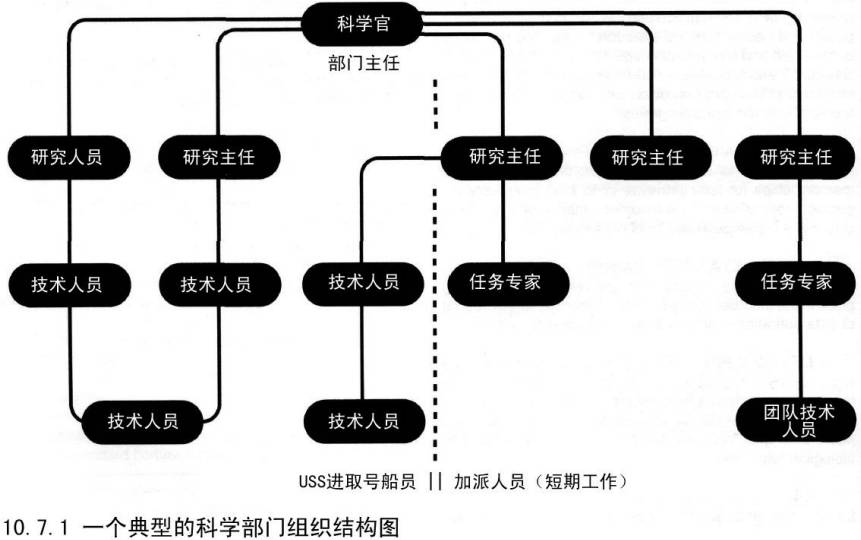 科学官
部门主任
研究人员
研究主任
研究主任
研究主任
研究主任
技术人员
技术人员
技术人员
任务专家
任务专家
技术人员
技术人员
团队技术
人员
USS进取号船员 || 加派人员（短期工作）
10.7.1 一个典型的科学部门组织结构图